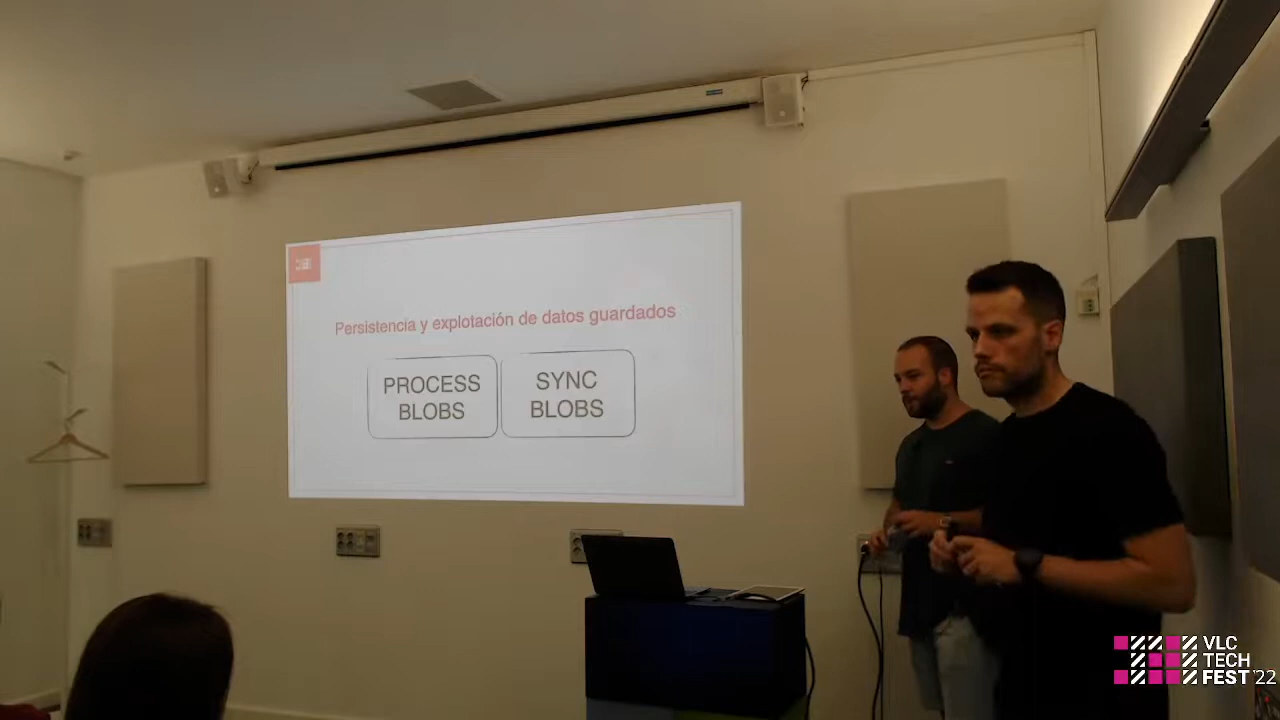 Persistencia y explotación de datos guardados
PROCESS
BLOBS
SYNC
BLOBS
VLC
TECH
FEST '22